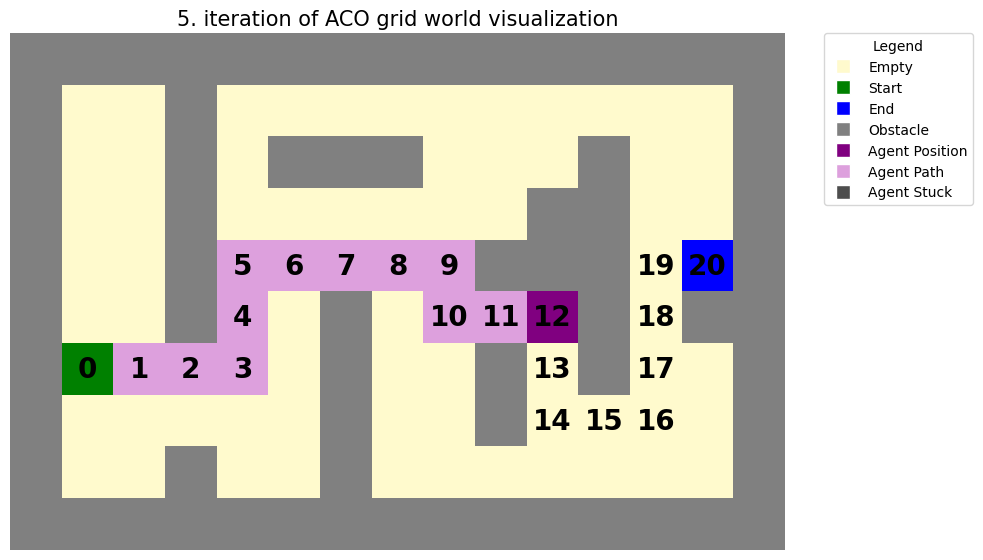 5. iteration of ACO grid world visualization
Legend
Empty
Start
End
Obstacle
Agent Position
Agent Path
Agent Stuck
5 6 7 8 9 19 20
4 10 11 12 18
0 1 2 3 13 17
14 15 16